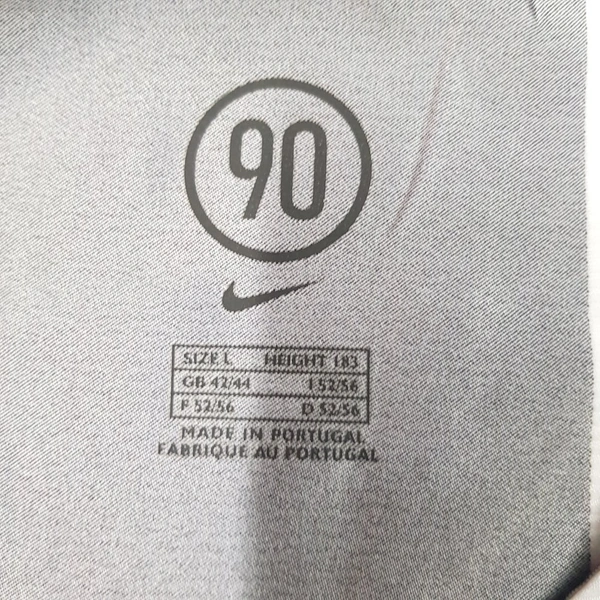 90
SIZE L HEIGHT 183
GB 42/44 I 52/56
F 52/56 D 52/56
MADE IN PORTUGAL
FABRIQUE AU PORTUGAL